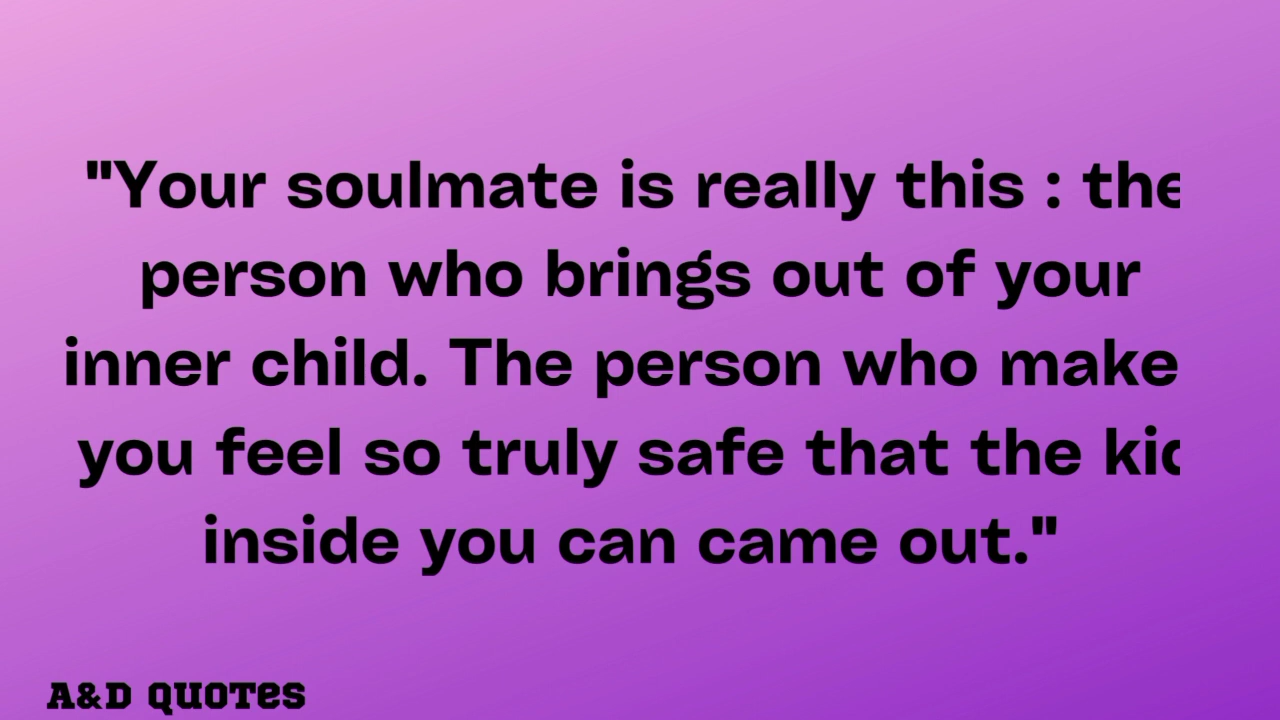 "Your soulmate is really this : the
person who brings out of your
inner child. The person who make
you feel so truly safe that the kid
inside you can came out."
A&D QUOTES